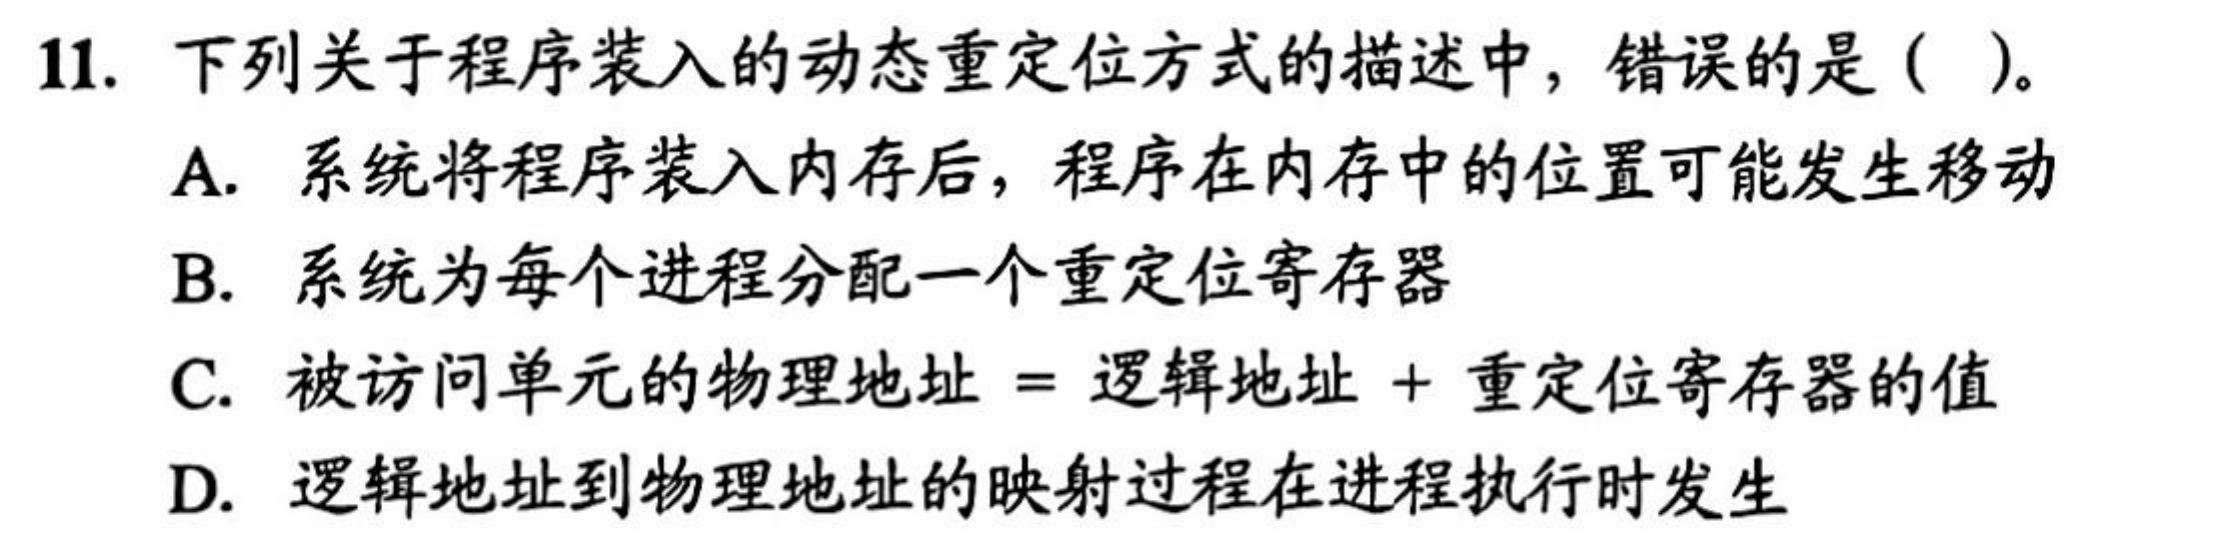 11. 下列关于程序装入的动态重定位方式的描述中，错误的是（ ）。
A. 系统将程序装入内存后，程序在内存中的位置可能发生移动
B. 系统为每个进程分配一个重定位寄存器
C. 被访问单元的物理地址 = 逻辑地址 + 重定位寄存器的值
D. 逻辑地址到物理地址的映射过程在进程执行时发生